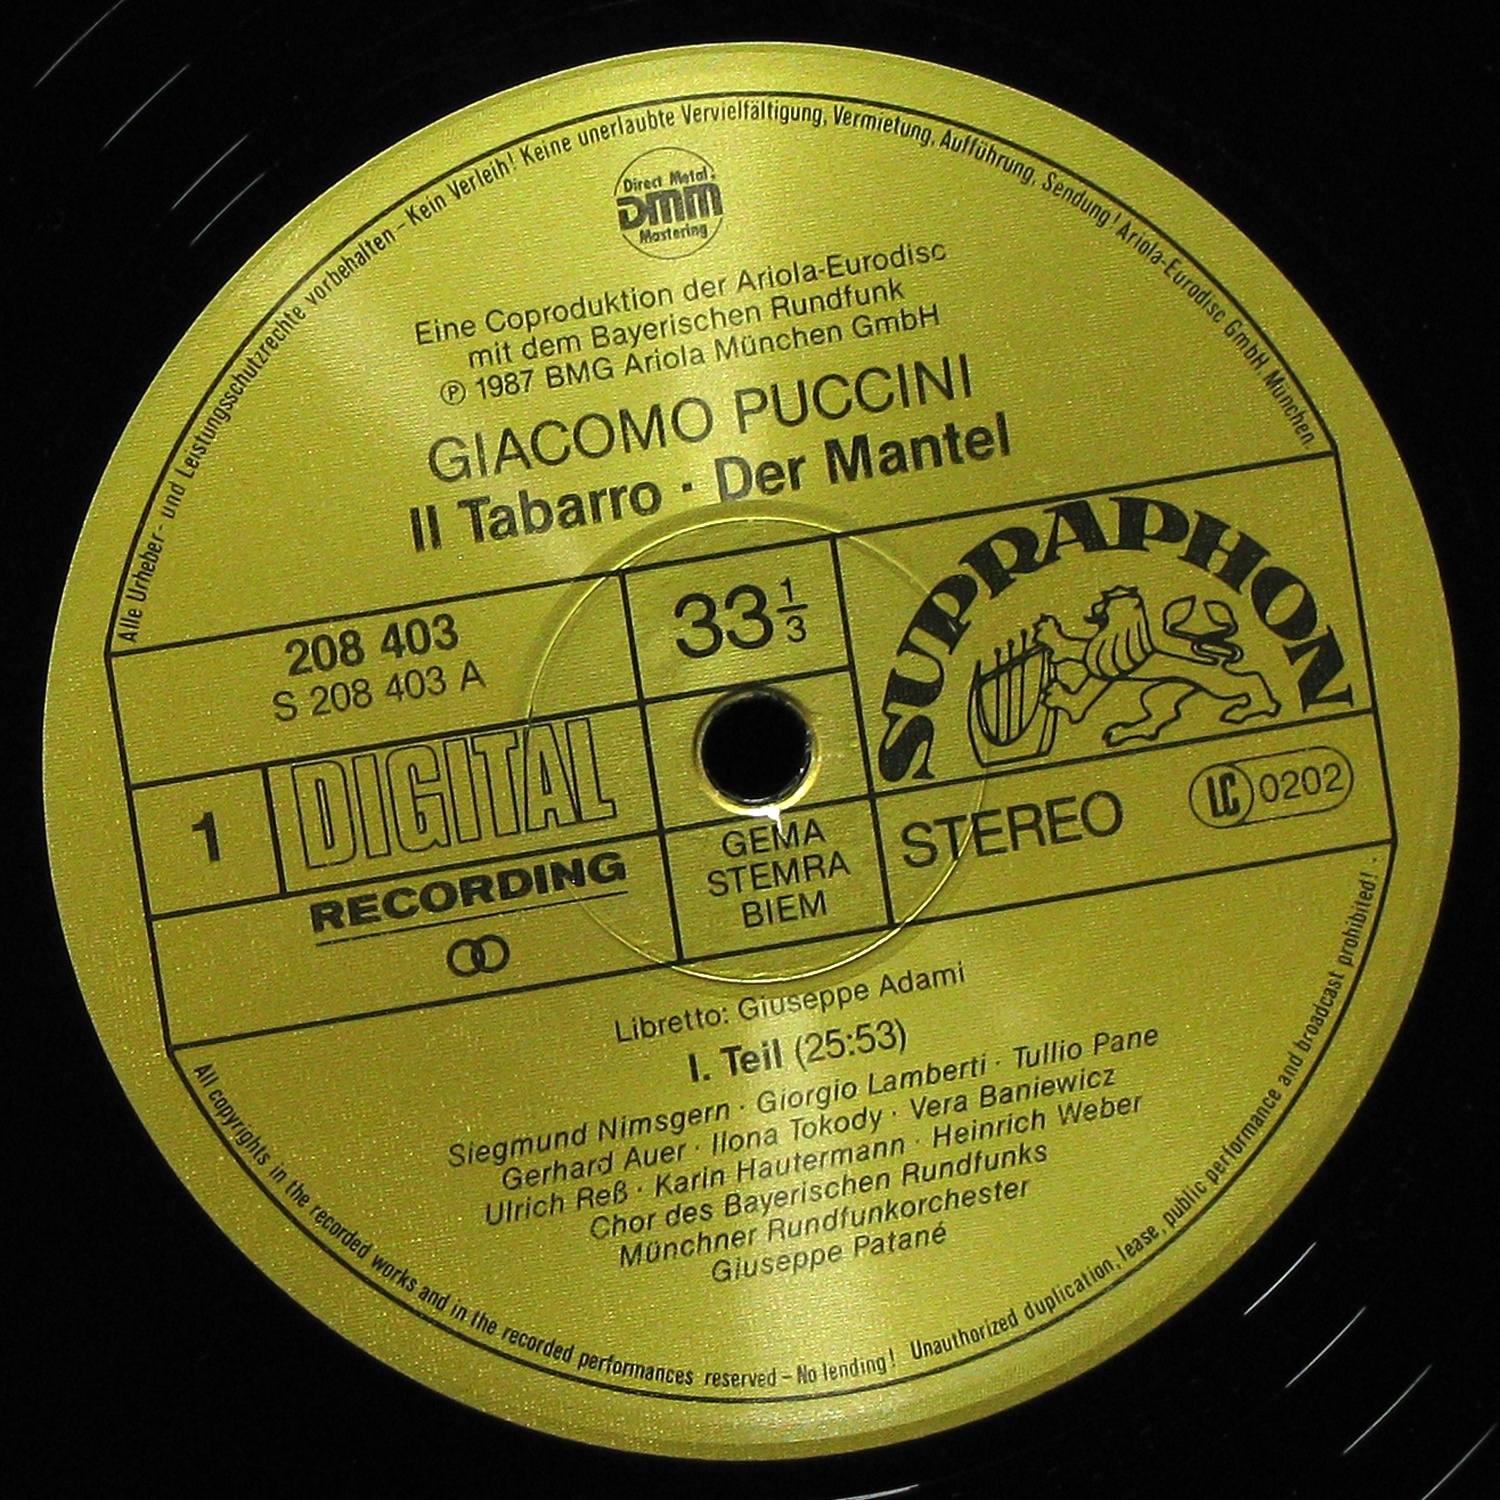 Alle Urheber- und Leistungsschutzrechte vorbehalten – Kein Verleih! Keine unerlaubte Vervielfältigung, Vermietung, Aufführung, Sendung! Ariola-Eurodisc GmbH, München.
Direct Metal
DMM
Mastering
Eine Coproduktion der Ariola-Eurodisc
mit dem Bayerischen Rundfunk
℗ 1987 BMG Ariola München GmbH
GIACOMO PUCCINI
Il Tabarro · Der Mantel
208 403
S 208 403 A
33 1/3
SUPRAPHON
1
DIGITAL
RECORDING
GEMA
STEMRA
BIEM
STEREO
LC 0202
Libretto: Giuseppe Adami
I. Teil (25:53)
Siegmund Nimsgern · Giorgio Lamberti · Tullio Pane
Gerhard Auer · Ilona Tokody · Vera Baniewicz
Ulrich Reß · Karin Hautermann · Heinrich Weber
Chor des Bayerischen Rundfunks
Münchner Rundfunkorchester
Giuseppe Patané
All copyrights in the recorded works and in the recorded performances reserved – No lending! Unauthorized duplication, lease, public performance and broadcast prohibited!